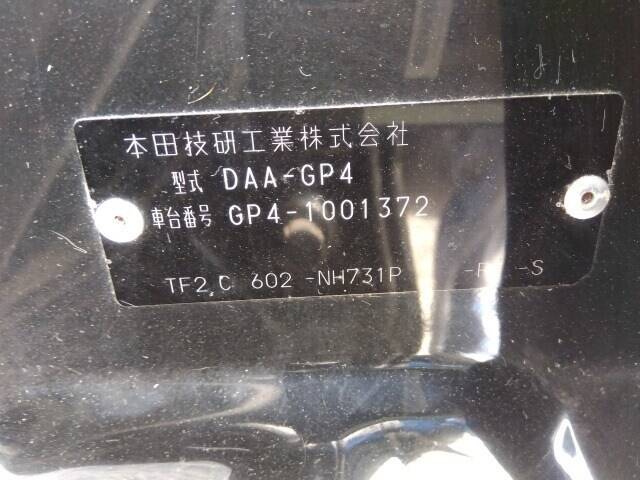 本田技研工業株式会社
型式 DAA-GP4
車台番号 GP4-1001372
TF2 C 602 -NH731P - -S